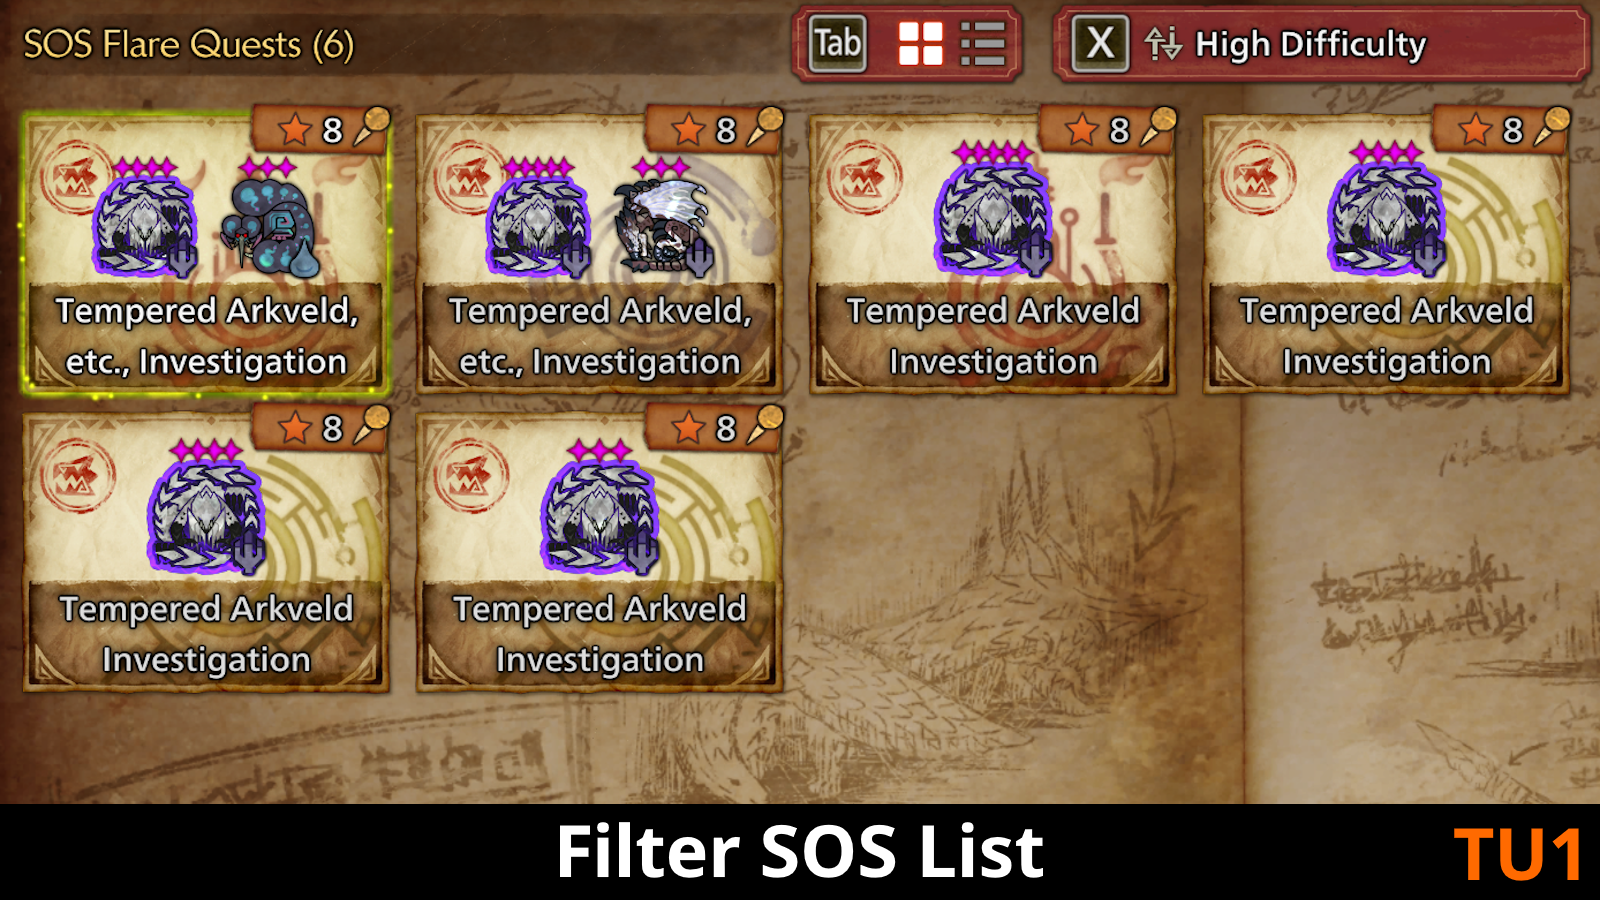 SOS Flare Quests (6)
Tab
X High Difficulty
8
8
8
8
Tempered Arkveld,
etc., Investigation
Tempered Arkveld,
etc., Investigation
Tempered Arkveld
Investigation
Tempered Arkveld
Investigation
8
8
Tempered Arkveld
Investigation
Tempered Arkveld
Investigation
Filter SOS List
TU1